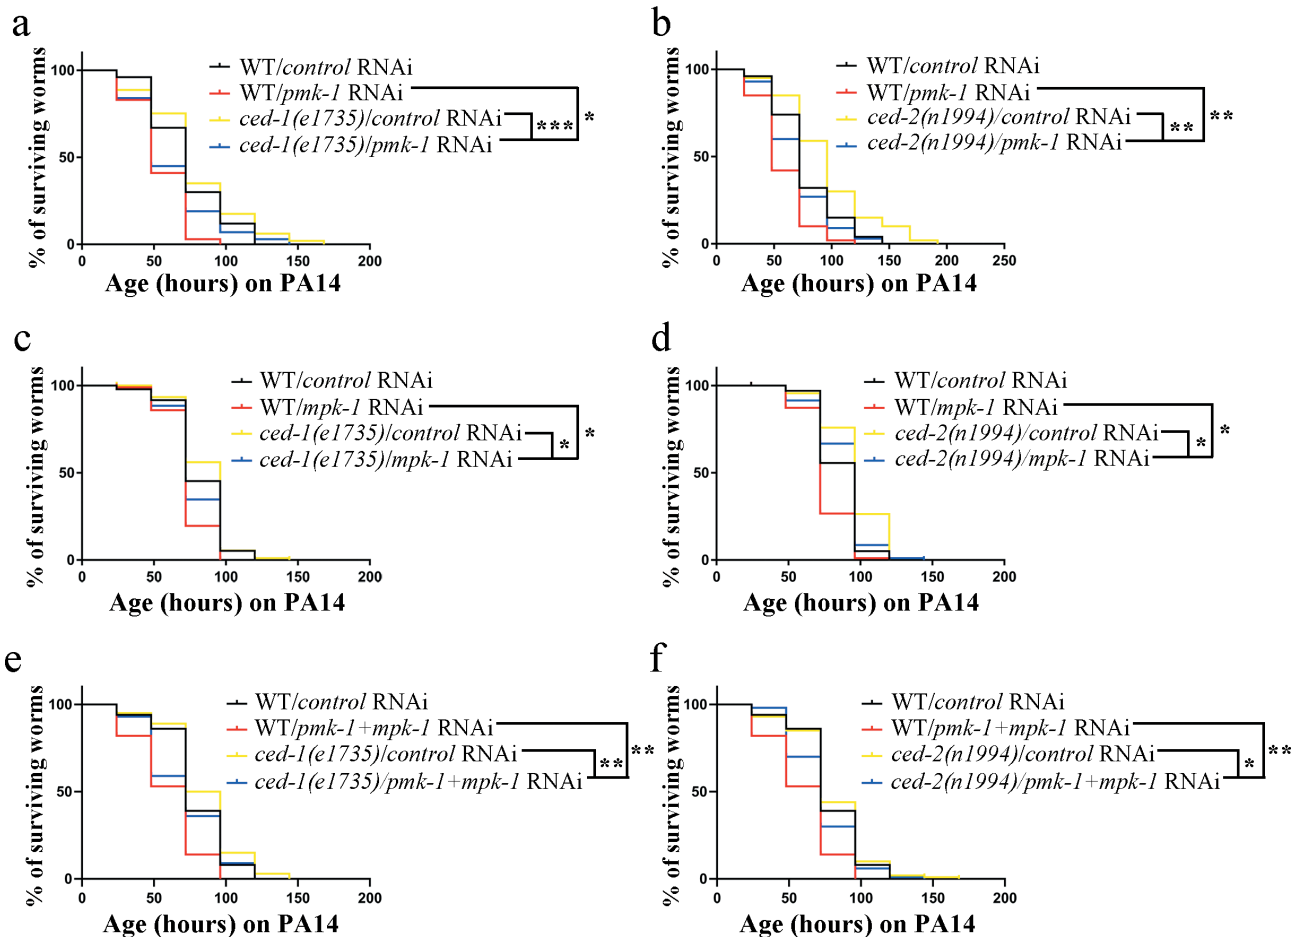 a
% of surviving worms
100
50
0
0 50 100 150 200
Age (hours) on PA14
WT/control RNAi
WT/pmk-1 RNAi
ced-1(e1735)/control RNAi
ced-1(e1735)/pmk-1 RNAi
***
*
b
% of surviving worms
100
50
0
0 50 100 150 200 250
Age (hours) on PA14
WT/control RNAi
WT/pmk-1 RNAi
ced-2(n1994)/control RNAi
ced-2(n1994)/pmk-1 RNAi
**
**
c
% of surviving worms
100
50
0
0 50 100 150 200
Age (hours) on PA14
WT/control RNAi
WT/mpk-1 RNAi
ced-1(e1735)/control RNAi
ced-1(e1735)/mpk-1 RNAi
*
*
d
% of surviving worms
100
50
0
0 50 100 150 200
Age (hours) on PA14
WT/control RNAi
WT/mpk-1 RNAi
ced-2(n1994)/control RNAi
ced-2(n1994)/mpk-1 RNAi
*
*
e
% of surviving worms
100
50
0
0 50 100 150 200
Age (hours) on PA14
WT/control RNAi
WT/pmk-1+mpk-1 RNAi
ced-1(e1735)/control RNAi
ced-1(e1735)/pmk-1+mpk-1 RNAi
**
**
f
% of surviving worms
100
50
0
0 50 100 150 200
Age (hours) on PA14
WT/control RNAi
WT/pmk-1+mpk-1 RNAi
ced-2(n1994)/control RNAi
ced-2(n1994)/pmk-1+mpk-1 RNAi
*
**